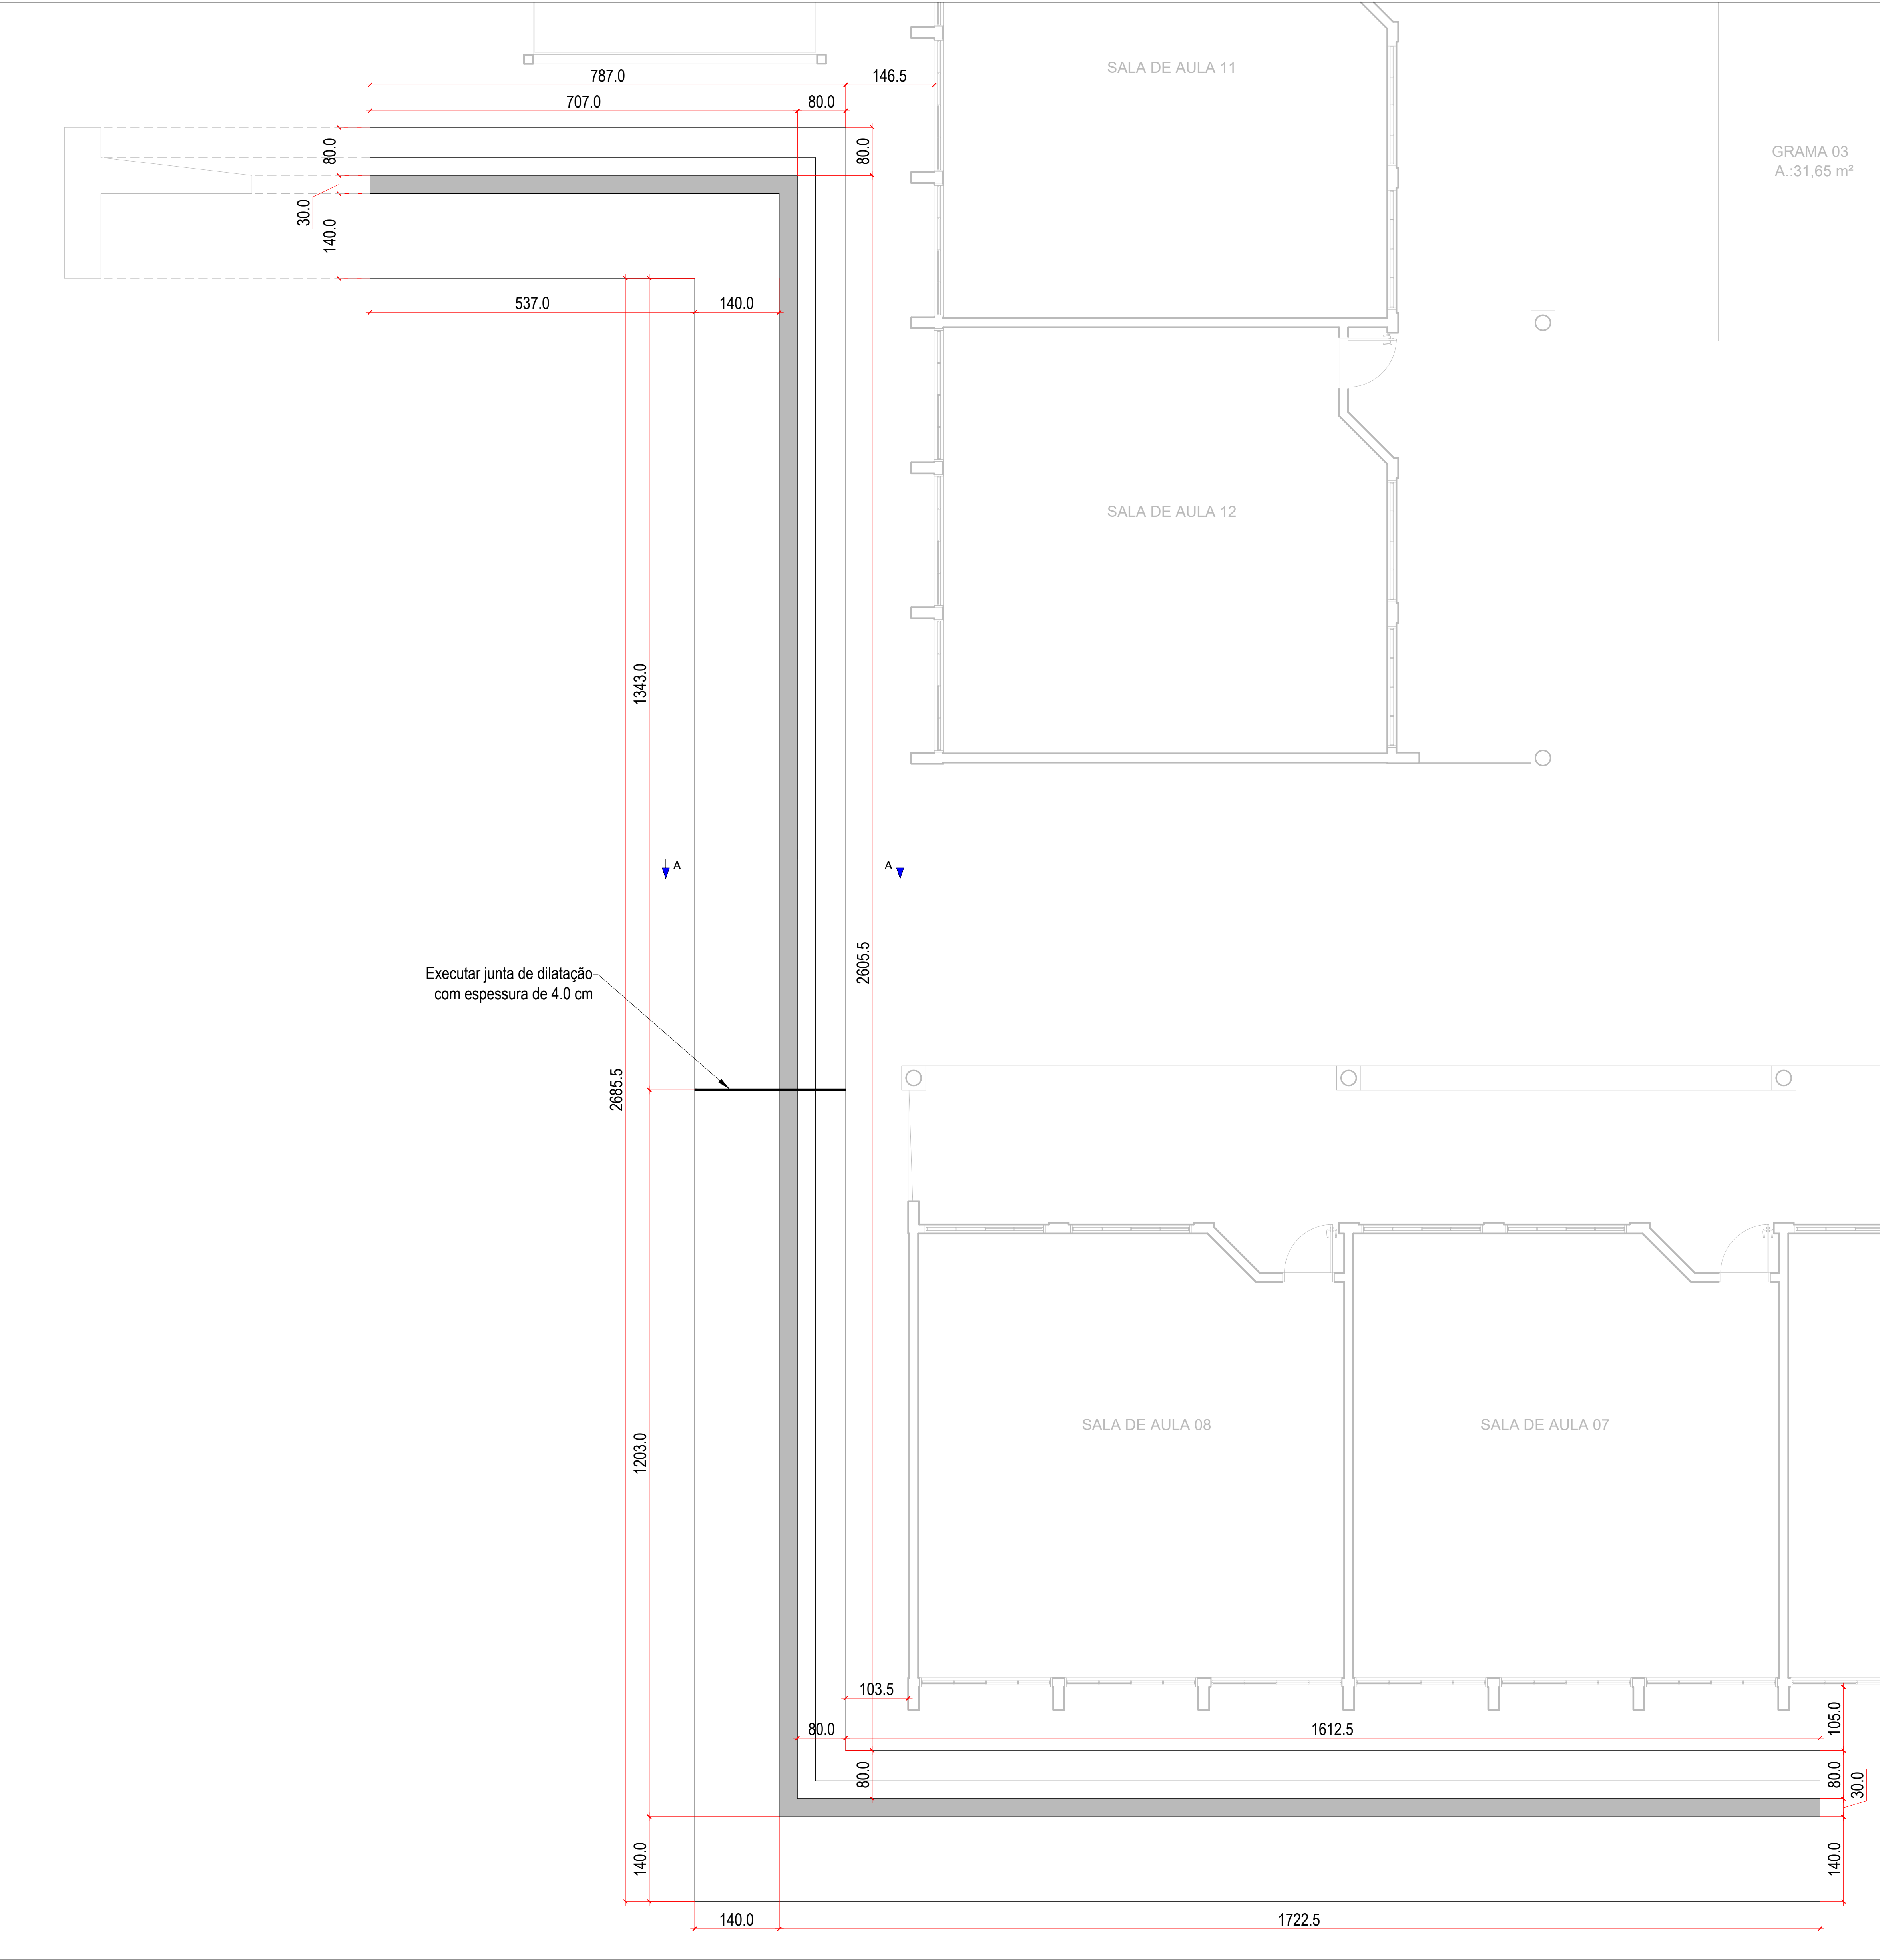 SALA DE AULA 11
787.0
146.5
707.0
80.0
80.0
80.0
GRAMA 03
A.:31,65 m²
30.0
140.0
537.0
140.0
SALA DE AULA 12
1343.0
A
A
2605.5
Executar junta de dilatação
com espessura de 4.0 cm
2685.5
SALA DE AULA 08
SALA DE AULA 07
1203.0
103.5
80.0
1612.5
105.0
80.0
80.0
30.0
140.0
140.0
140.0
1722.5